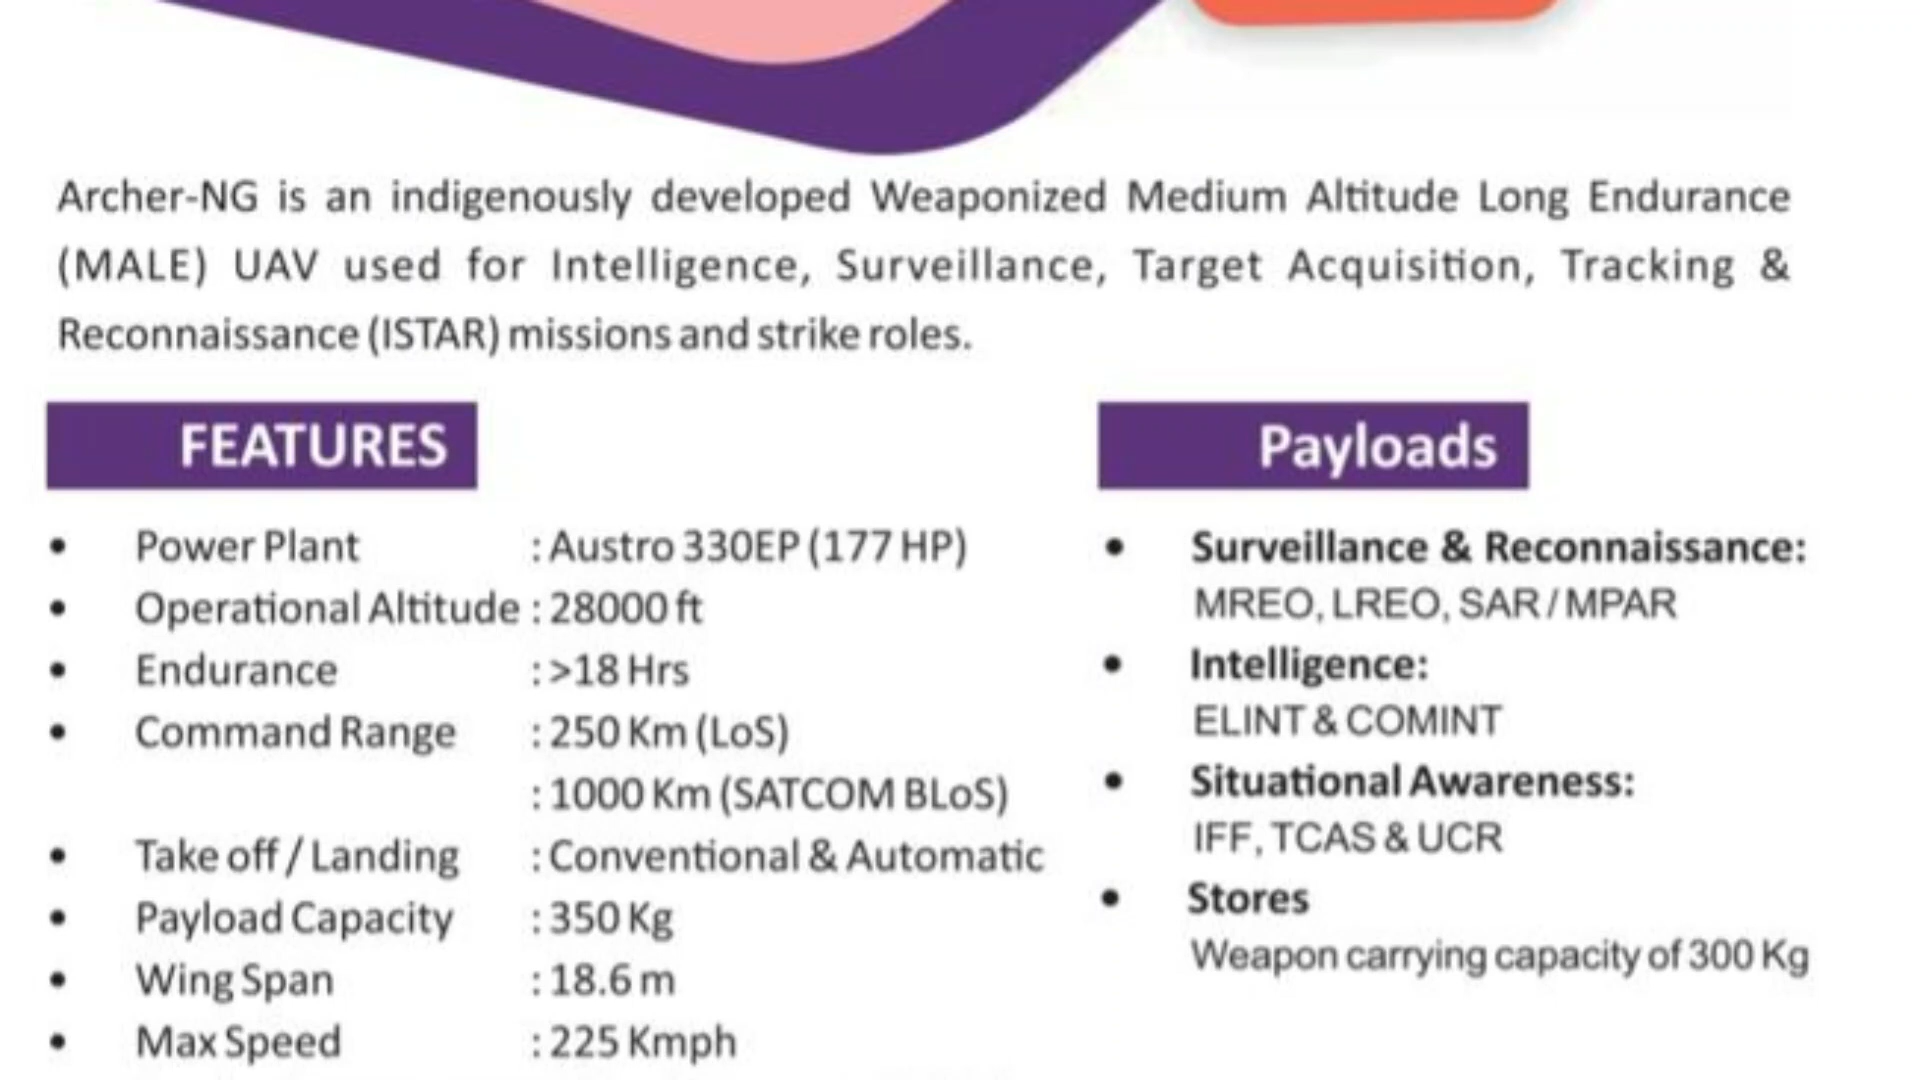 Archer-NG is an indigenously developed Weaponized Medium Altitude Long Endurance
(MALE) UAV used for Intelligence, Surveillance, Target Acquisition, Tracking &
Reconnaissance (ISTAR) missions and strike roles.
FEATURES
• Power Plant : Austro 330EP (177 HP)
• Operational Altitude : 28000 ft
• Endurance : >18 Hrs
• Command Range : 250 Km (LoS)
: 1000 Km (SATCOM BLoS)
• Take off / Landing : Conventional & Automatic
• Payload Capacity : 350 Kg
• Wing Span : 18.6 m
• Max Speed : 225 Kmph
Payloads
• Surveillance & Reconnaissance:
MREO, LREO, SAR / MPAR
• Intelligence:
ELINT & COMINT
• Situational Awareness:
IFF, TCAS & UCR
• Stores
Weapon carrying capacity of 300 Kg